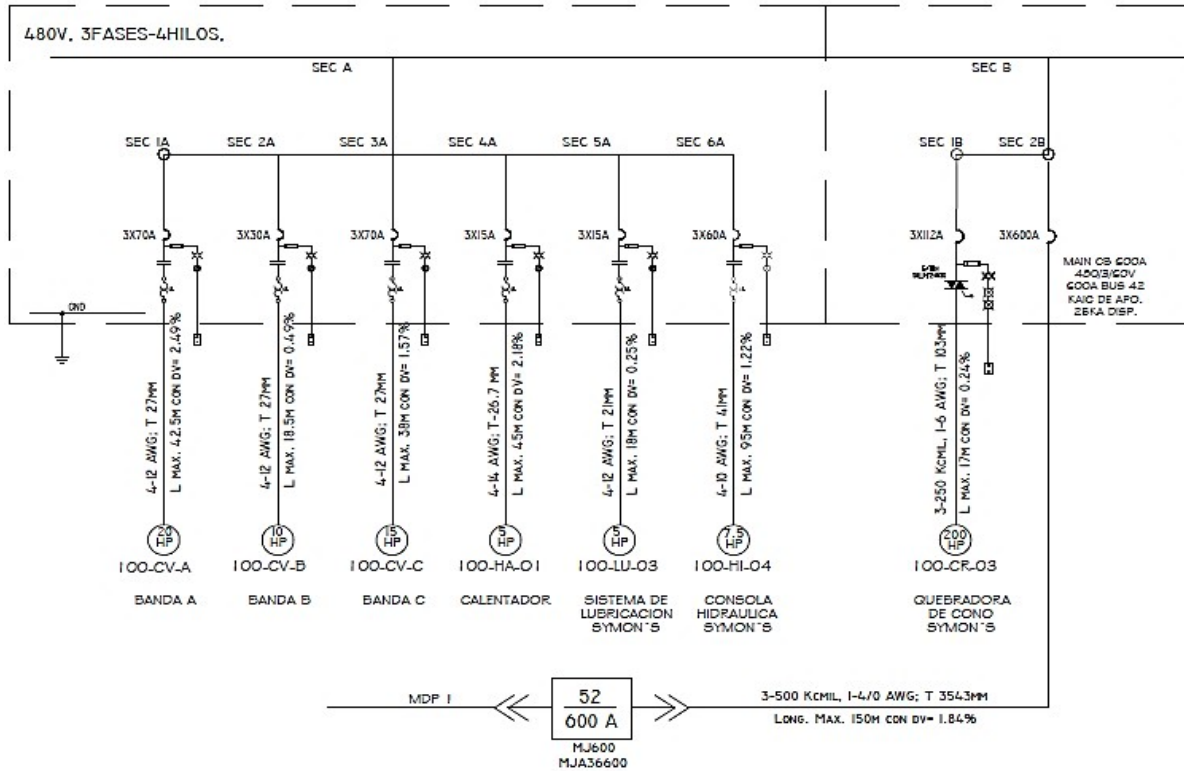 480V, 3FASES-4HILOS,
SEC A
SEC B
SEC 1A
SEC 2A
SEC 3A
SEC 4A
SEC 5A
SEC 6A
SEC 1B
SEC 2B
3X70A
3X30A
3X70A
3X15A
3X15A
3X60A
3X112A
3X600A
MAIN CB 600A
480/3/60V
600A BUS 42
KAIC DE APO.
GND
4-12 AWG; T 27MM
L MAX. 42.5M CON DV= 2.49%
4-12 AWG; T 27MM
L MAX. 18.5M CON DV= 0.49%
4-12 AWG; T 27MM
L MAX. 38M CON DV= 1.57%
4-14 AWG; T-26.7 MM
L MAX. 45M CON DV= 2.18%
4-12 AWG; T 21MM
L MAX. 18M CON DV= 0.25%
4-10 AWG; T 41MM
L MAX. 95M CON DV= 1.22%
3-250 KCMIL, 1-6 AWG; T 103MM
L MAX. 17M CON DV= 0.24%
20
HP
10
HP
15
HP
5
HP
5
HP
7.5
HP
200
HP
100-CV-A
100-CV-B
100-CV-C
100-HA-01
100-LU-03
100-HI-04
100-CR-03
BANDA A
BANDA B
BANDA C
CALENTADOR
SISTEMA DE
LUBRICACION
SYMON´S
CONSOLA
HIDRAULICA
SYMON´S
QUEBRADORA
DE CONO
SYMON´S
MDP 1
52
600 A
MJ600
MJA36600
3-500 KCMIL, 1-4/0 AWG; T 3543MM
LONG. MAX. 150M CON DV= 1.84%